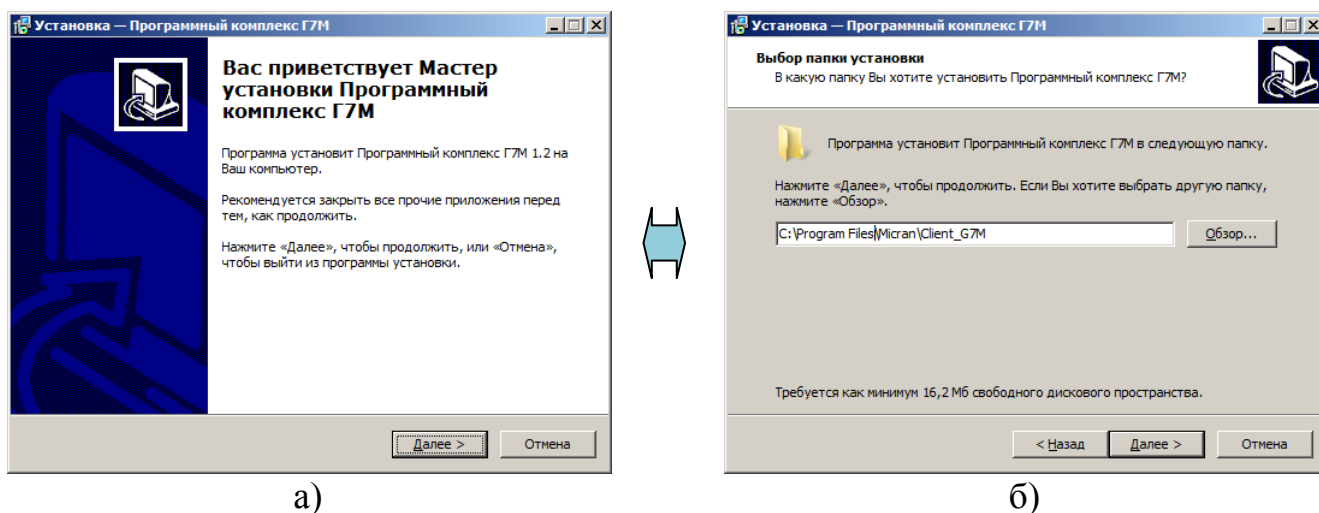 Установка — Программный комплекс Г7М
Вас приветствует Мастер
установки Программный
комплекс Г7М
Программа установит Программный комплекс Г7М 1.2 на
Ваш компьютер.
Рекомендуется закрыть все прочие приложения перед
тем, как продолжить.
Нажмите «Далее», чтобы продолжить, или «Отмена»,
чтобы выйти из программы установки.
Далее >
Отмена
а)
Установка — Программный комплекс Г7М
Выбор папки установки
В какую папку Вы хотите установить Программный комплекс Г7М?
Программа установит Программный комплекс Г7М в следующую папку.
Нажмите «Далее», чтобы продолжить. Если Вы хотите выбрать другую папку,
нажмите «Обзор».
C:\Program Files\Micran\Client_G7M
Обзор...
Требуется как минимум 16,2 Мб свободного дискового пространства.
< Назад
Далее >
Отмена
б)